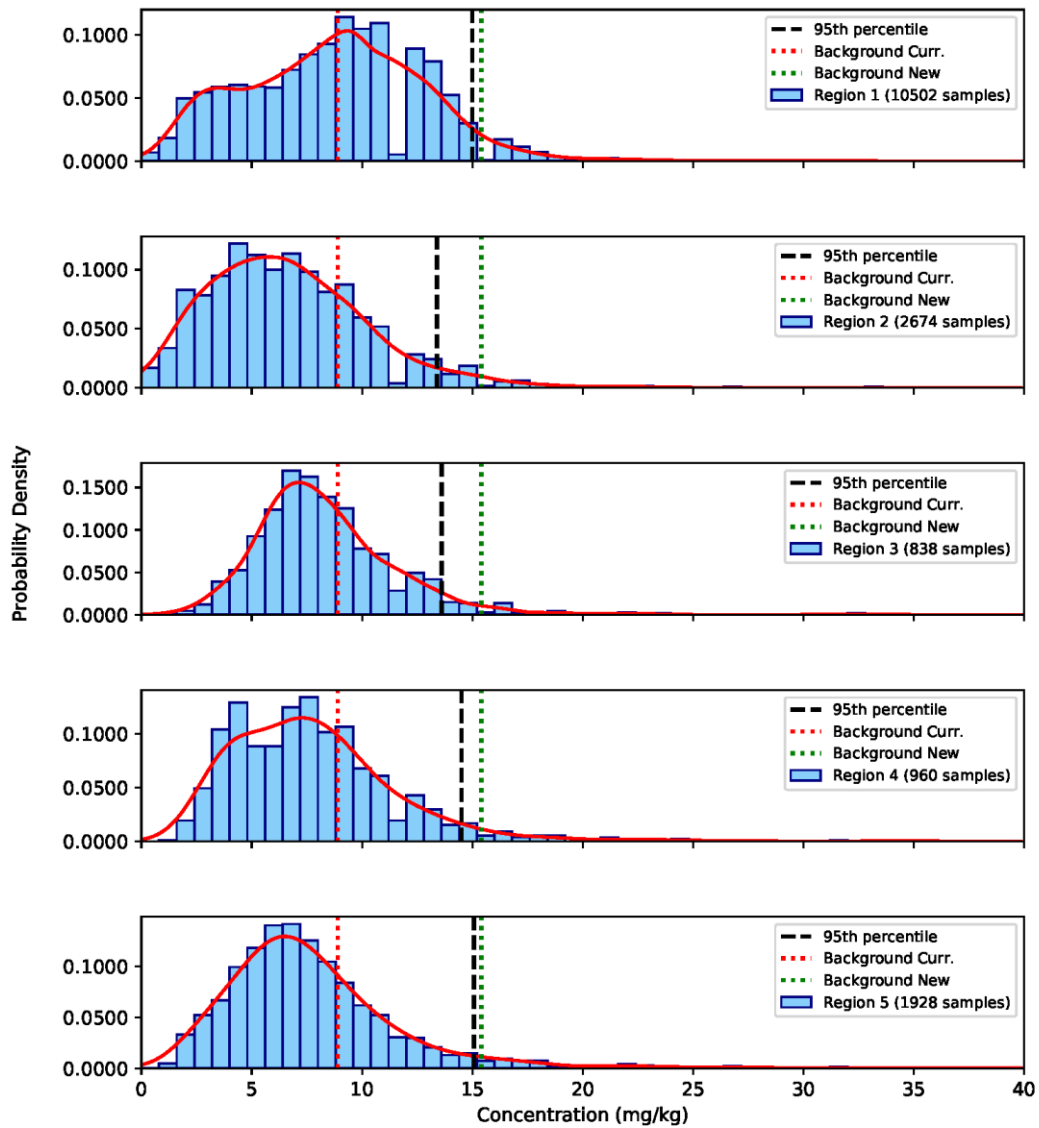 0.1000
0.0500
0.0000
95th percentile
Background Curr.
Background New
Region 1 (10502 samples)
0.1000
0.0500
0.0000
95th percentile
Background Curr.
Background New
Region 2 (2674 samples)
Probability Density
0.1500
0.1000
0.0500
0.0000
95th percentile
Background Curr.
Background New
Region 3 (838 samples)
0.1000
0.0500
0.0000
95th percentile
Background Curr.
Background New
Region 4 (960 samples)
0.1000
0.0500
0.0000
95th percentile
Background Curr.
Background New
Region 5 (1928 samples)
0 5 10 15 20 25 30 35 40
Concentration (mg/kg)